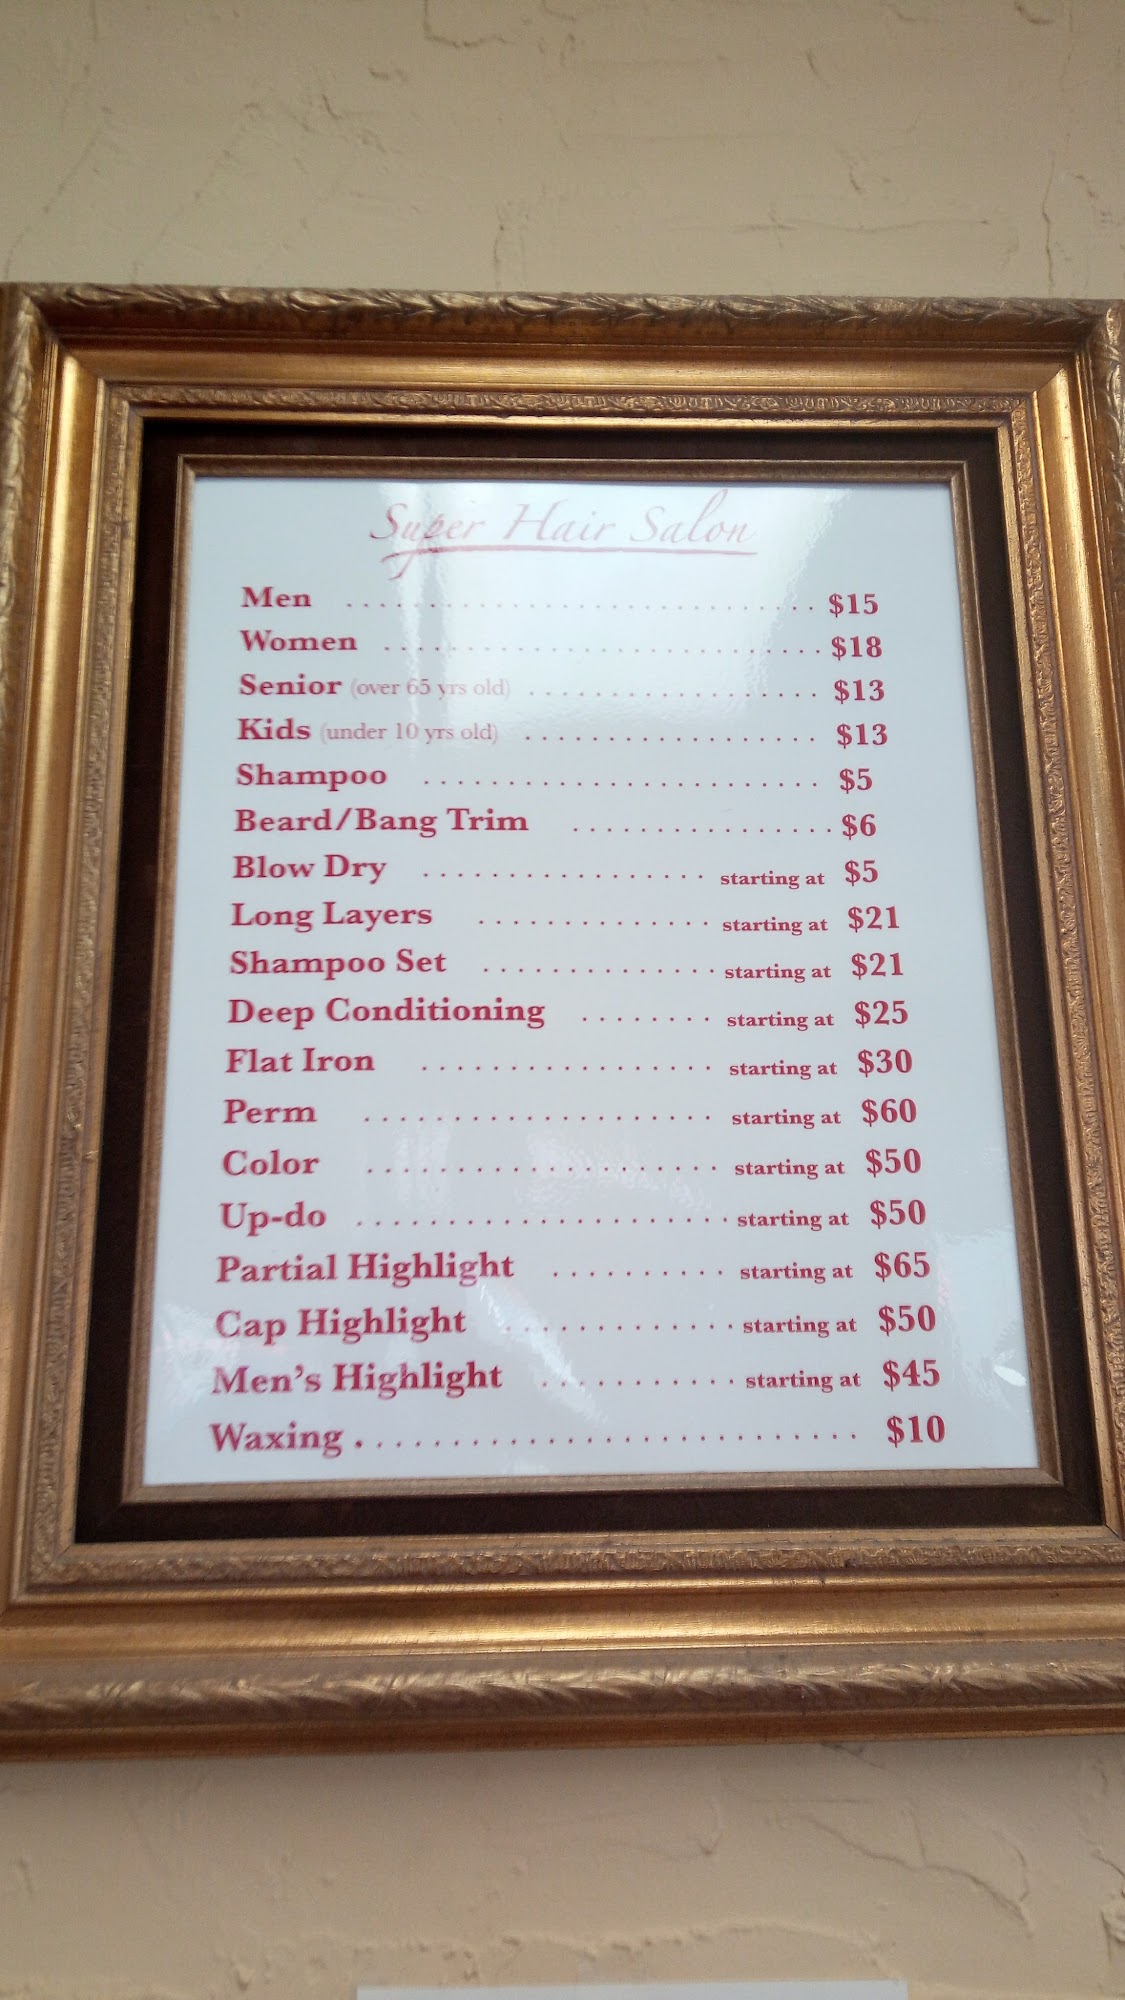 Super Hair Salon
Men ............................. $15
Women ........................... $18
Senior (over 65 yrs old) .................. $13
Kids (under 10 yrs old) .................. $13
Shampoo ........................ $5
Beard/Bang Trim ................ $6
Blow Dry ................. starting at $5
Long Layers .............. starting at $21
Shampoo Set .............. starting at $21
Deep Conditioning ........ starting at $25
Flat Iron .................. starting at $30
Perm ..................... starting at $60
Color .................... starting at $50
Up-do ..................... starting at $50
Partial Highlight .......... starting at $65
Cap Highlight ............. starting at $50
Men's Highlight ........... starting at $45
Waxing ........................... $10